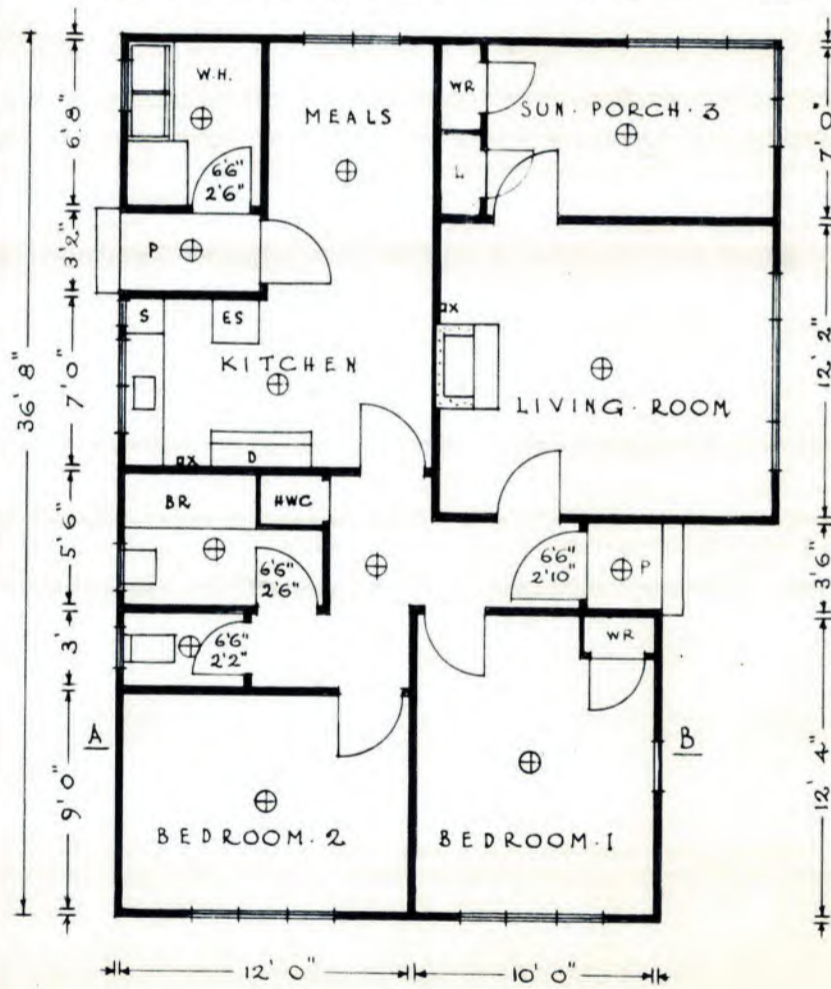 W.H.
MEALS
WR
SUN. PORCH. 3
L
6'6"
2'6"
P
S
ES
KITCHEN
ax
D
ax
LIVING. ROOM
BR
HWC
6'6"
2'6"
6'6"
2'10"
P
6'6"
2'2"
WR
A
B
BEDROOM. 2
BEDROOM. 1
36' 8"
6' 8"
3' 2"
7' 0"
5' 6"
3'
9' 0"
7' 0"
12' 2"
3' 6"
12' 4"
12' 0"
10' 0"